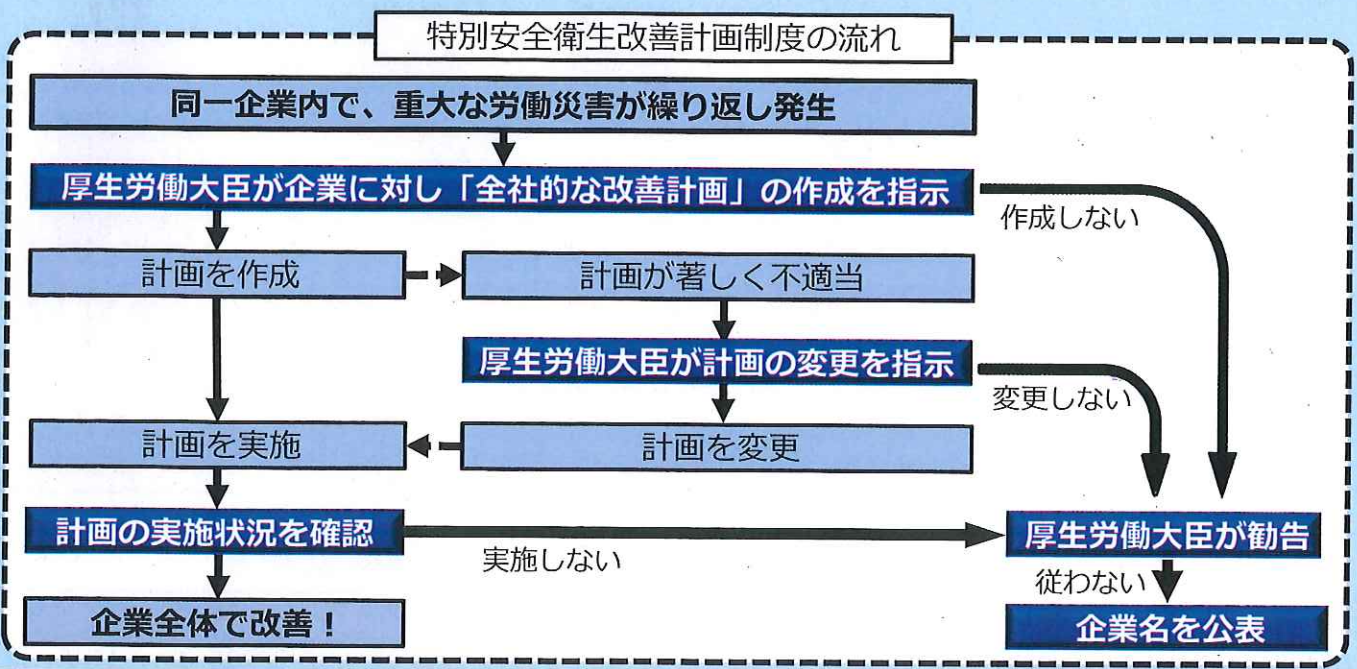 特別安全衛生改善計画制度の流れ
同一企業内で、重大な労働災害が繰り返し発生
厚生労働大臣が企業に対し「全社的な改善計画」の作成を指示
作成しない
計画を作成
計画が著しく不適当
厚生労働大臣が計画の変更を指示
変更しない
計画を実施
計画を変更
計画の実施状況を確認
実施しない
厚生労働大臣が勧告
従わない
企業全体で改善！
企業名を公表